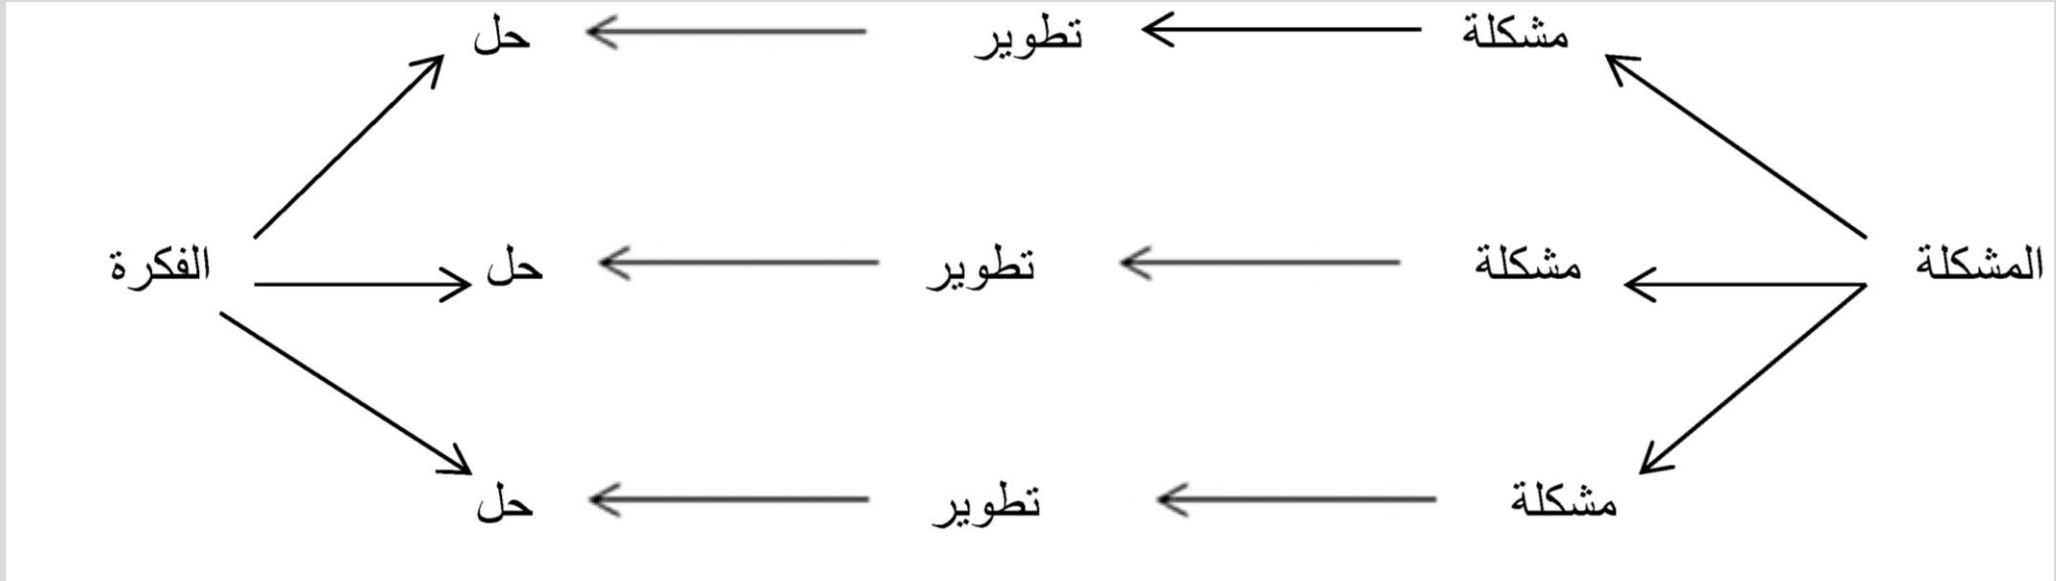 مشكلة تطوير حل
المشكلة مشكلة تطوير حل الفكرة
مشكلة تطوير حل